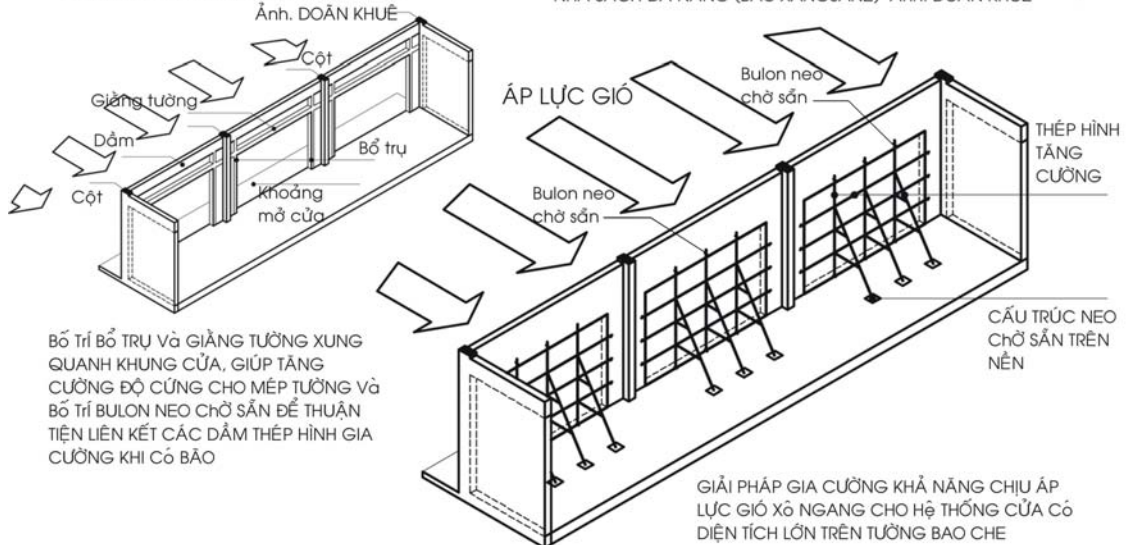 Ảnh. DOÃN KHUÊ
Cột
Giằng tường
Dầm
Bổ trụ
Cột
Khoảng
mở cửa
ÁP LỰC GIÓ
Bulon neo
chờ sẵn
THÉP HÌNH
TĂNG
CƯỜNG
Bulon neo
chờ sẵn
CẤU TRÚC NEO
CHỜ SẴN TRÊN
NỀN
BỐ TRÍ BỔ TRỤ VÀ GIẰNG TƯỜNG XUNG
QUANH KHUNG CỬA, GIÚP TĂNG
CƯỜNG ĐỘ CỨNG CHO MÉP TƯỜNG VÀ
BỐ TRÍ BULON NEO CHỜ SẴN ĐỂ THUẬN
TIỆN LIÊN KẾT CÁC DẦM THÉP HÌNH GIA
CƯỜNG KHI CÓ BÃO
GIẢI PHÁP GIA CƯỜNG KHẢ NĂNG CHỊU ÁP
LỰC GIÓ XÔ NGANG CHO HỆ THỐNG CỬA CÓ
DIỆN TÍCH LỚN TRÊN TƯỜNG BAO CHE